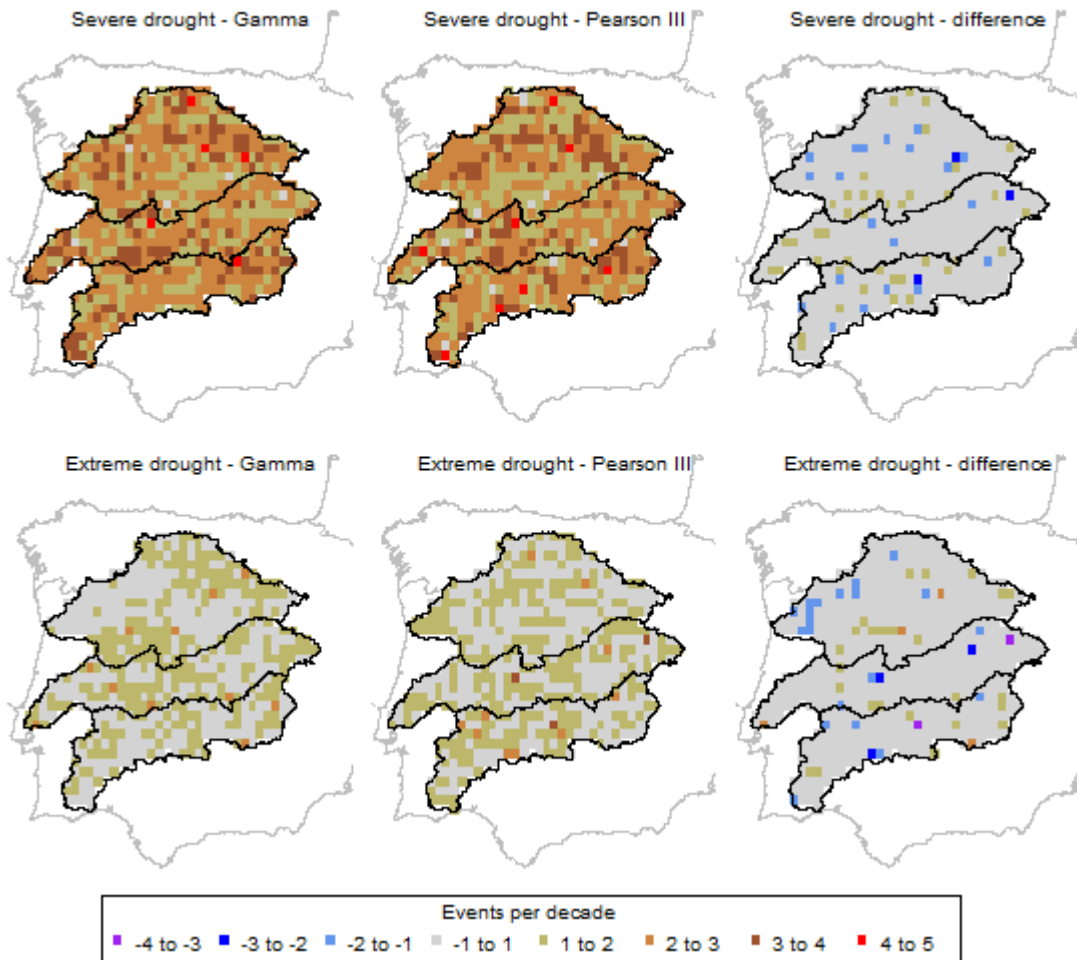 Severe drought - Gamma
Severe drought - Pearson III
Severe drought - difference
Extreme drought - Gamma
Extreme drought - Pearson III
Extreme drought - difference
Events per decade
-4 to -3 -3 to -2 -2 to -1 -1 to 1 1 to 2 2 to 3 3 to 4 4 to 5